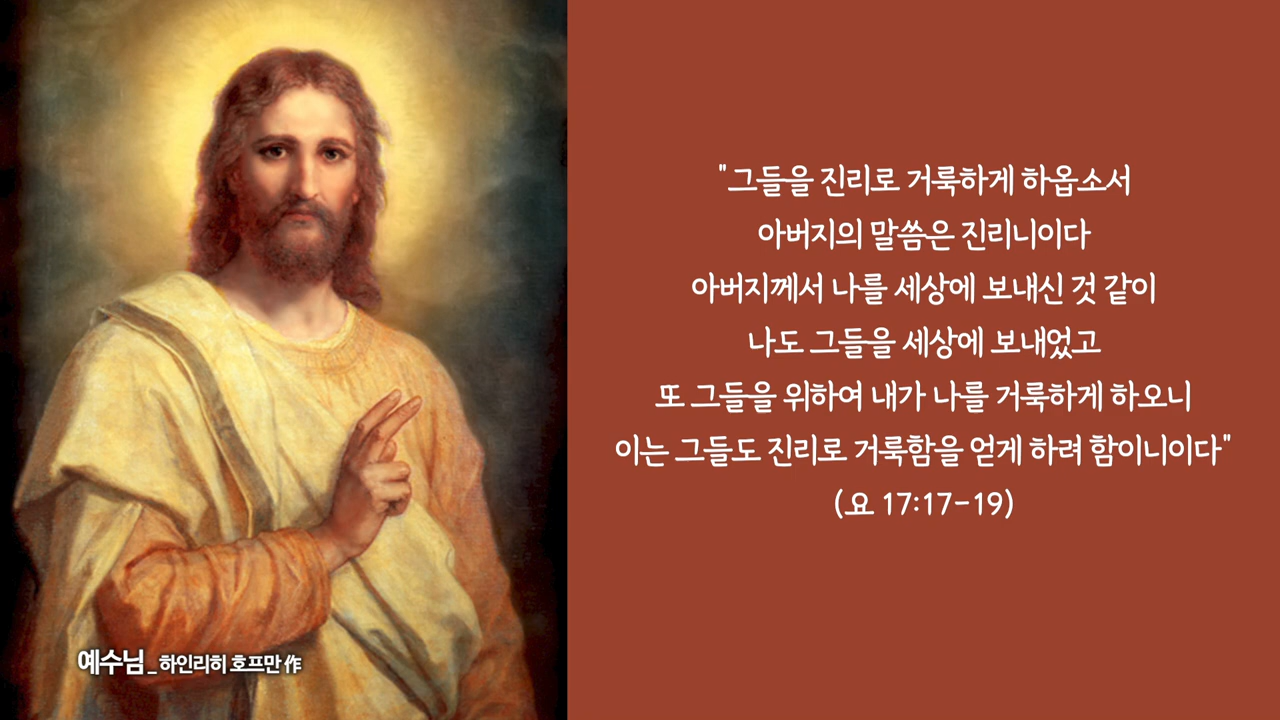 예수님_하인리히 호프만 作
"그들을 진리로 거룩하게 하옵소서
아버지의 말씀은 진리니이다
아버지께서 나를 세상에 보내신 것 같이
나도 그들을 세상에 보내었고
또 그들을 위하여 내가 나를 거룩하게 하오니
이는 그들도 진리로 거룩함을 얻게 하려 함이니이다"
(요 17:17-19)